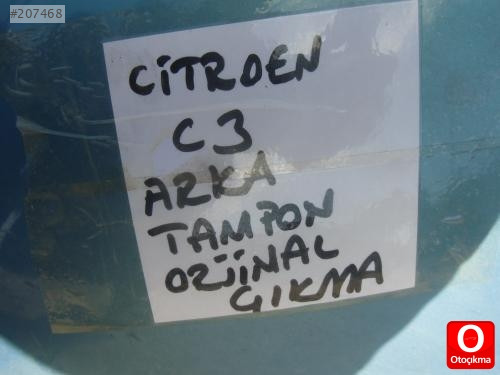 #207468
CİTROEN
C3
ARKA
TAMPON
ORJİNAL
ÇIKMA
O
Otoçıkma